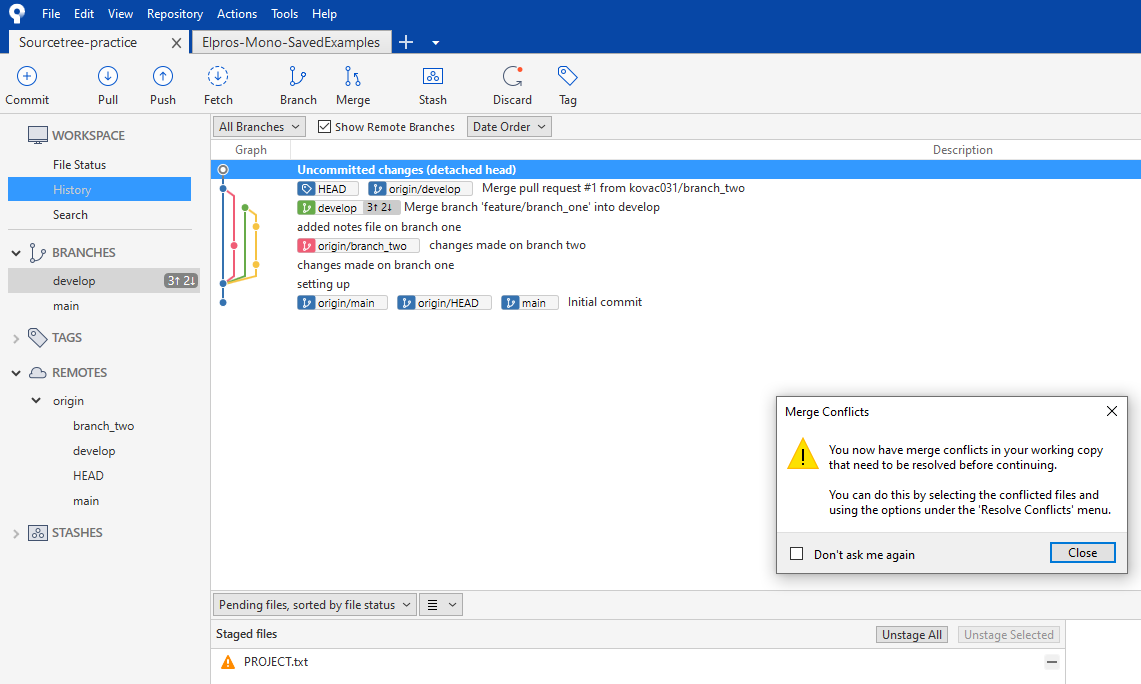 File Edit View Repository Actions Tools Help
Sourcetree-practice Elpros-Mono-SavedExamples
Commit Pull Push Fetch Branch Merge Stash Discard Tag
WORKSPACE
File Status
History
Search
BRANCHES
develop 3↑ 2↓
main
TAGS
REMOTES
origin
branch_two
develop
HEAD
main
STASHES
All Branches Show Remote Branches Date Order
Graph Description
Uncommitted changes (detached head)
HEAD origin/develop Merge pull request #1 from kovac031/branch_two
develop 3↑ 2↓ Merge branch 'feature/branch_one' into develop
added notes file on branch one
origin/branch_two changes made on branch two
changes made on branch one
setting up
origin/main origin/HEAD main Initial commit
Merge Conflicts
You now have merge conflicts in your working copy
that need to be resolved before continuing.
You can do this by selecting the conflicted files and
using the options under the 'Resolve Conflicts' menu.
Don't ask me again Close
Pending files, sorted by file status
Staged files Unstage All Unstage Selected
PROJECT.txt